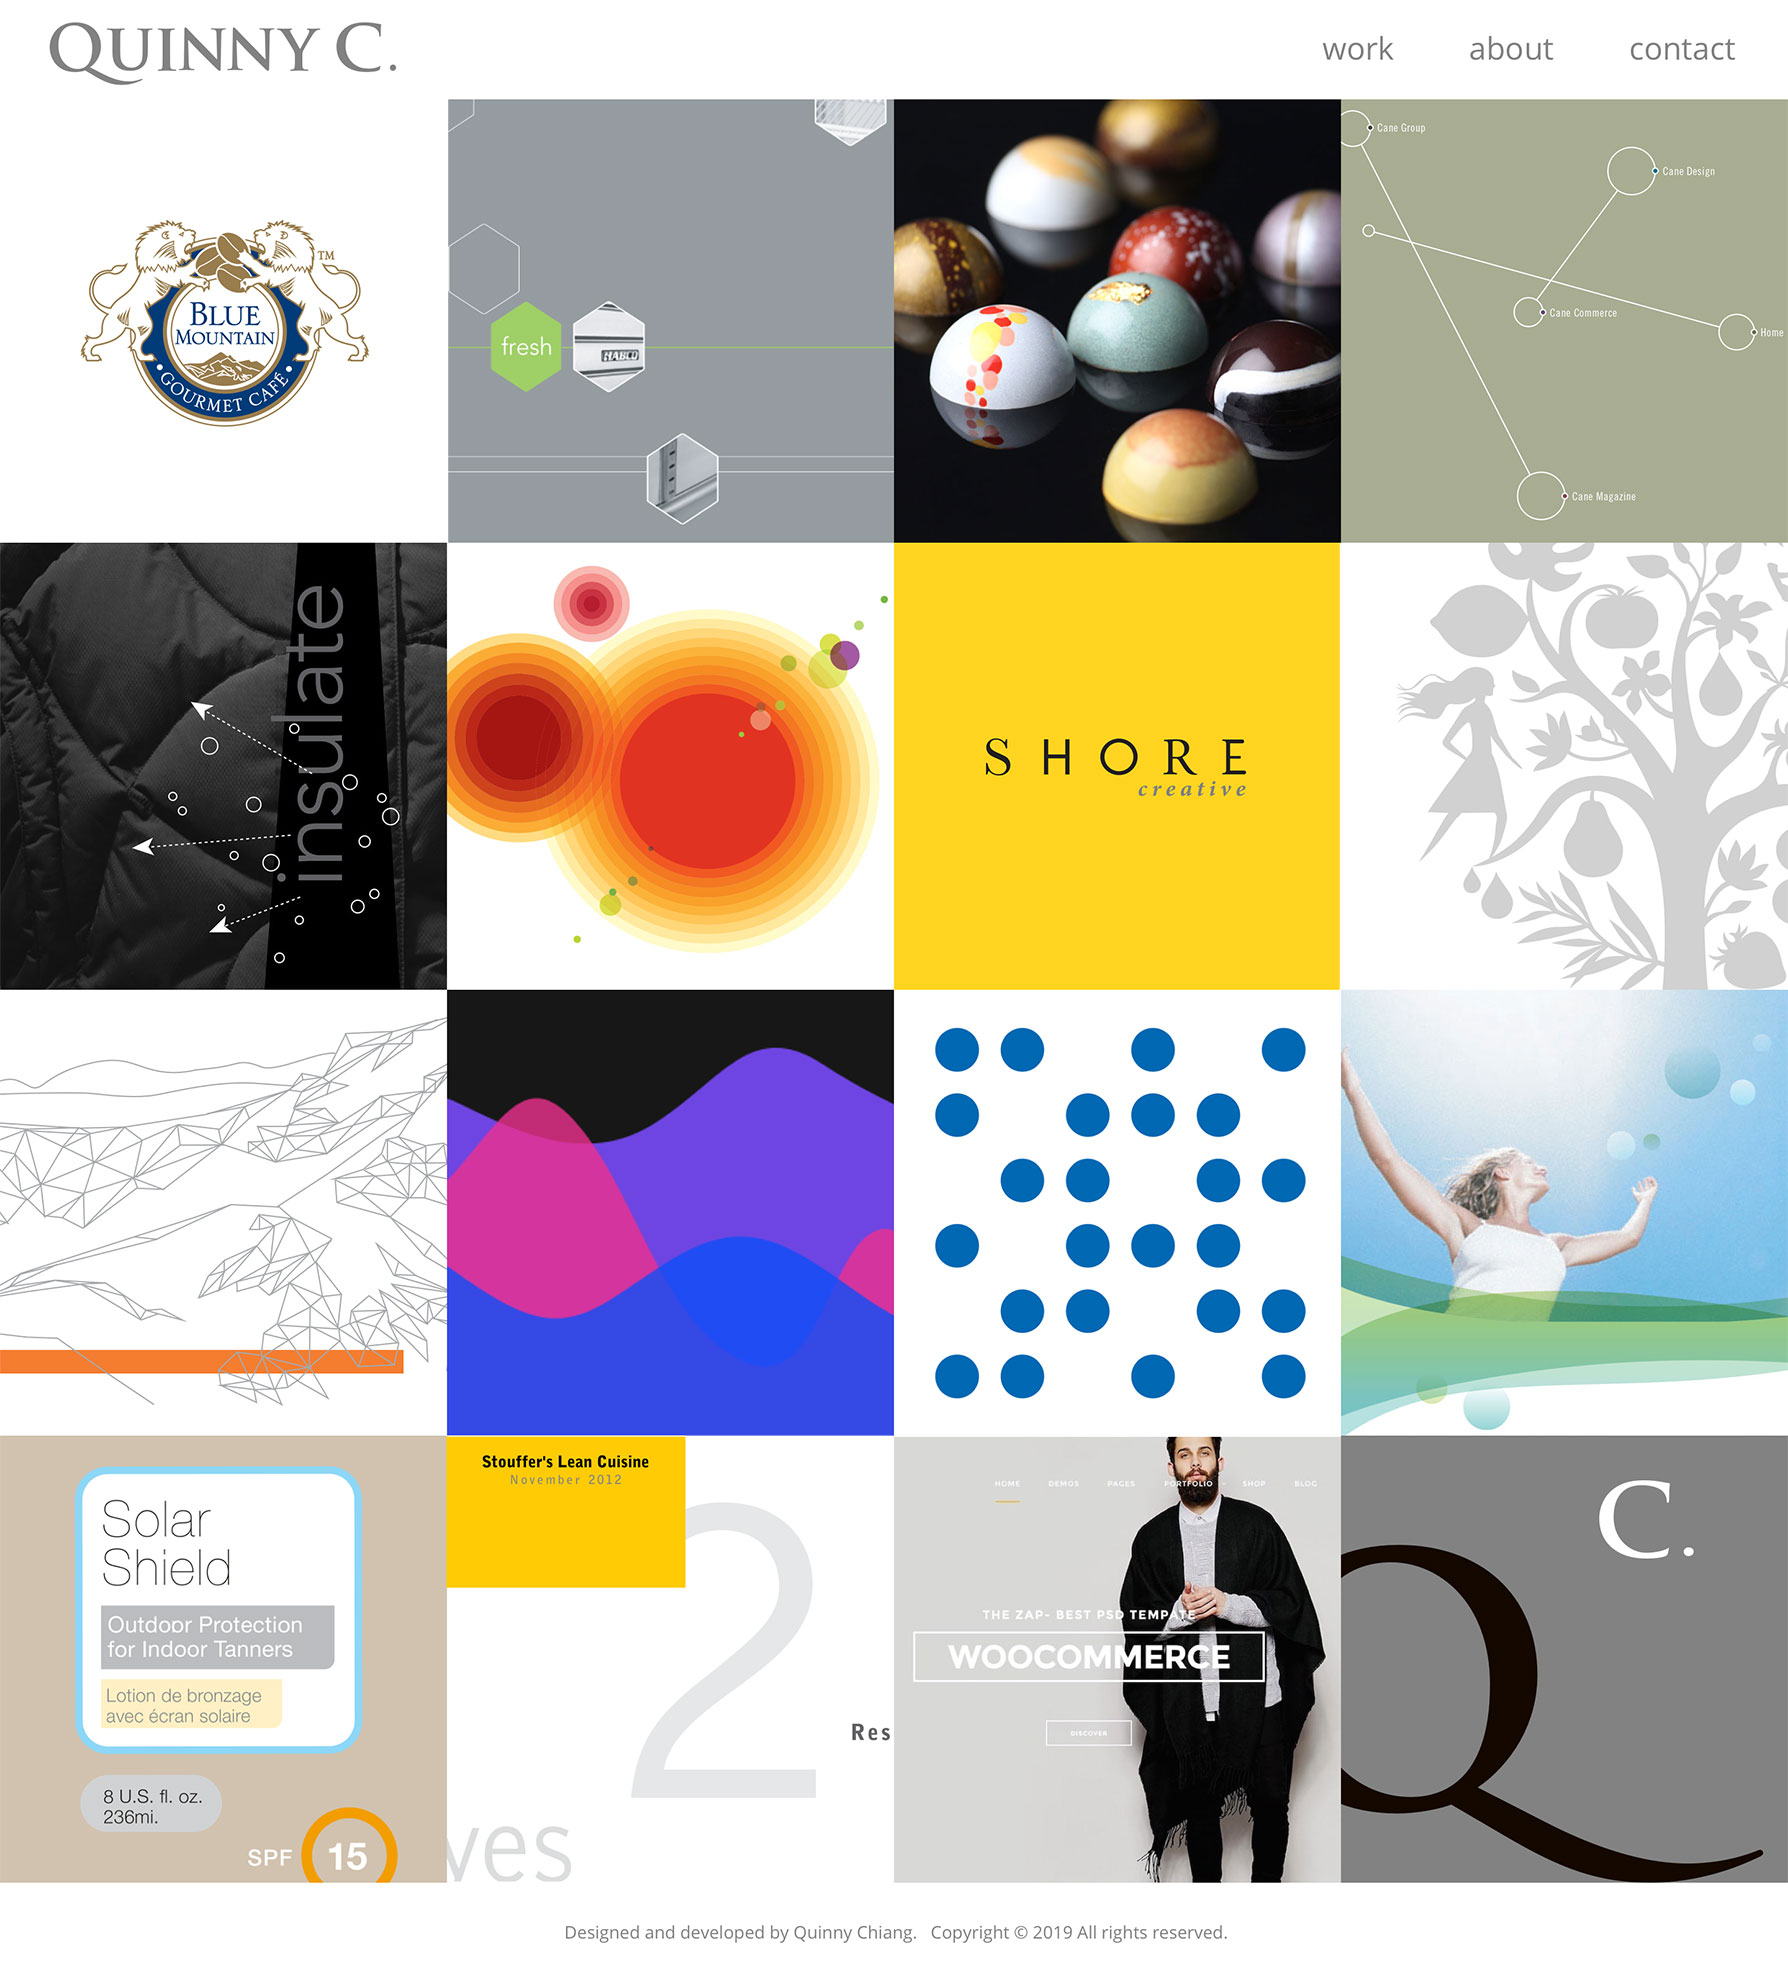 QUINNY C.
work about contact
BLUE
MOUNTAIN
• GOURMET CAFÉ •
TM
fresh
HABCO
Cane Group
Cane Design
Cane Commerce
Home
Cane Magazine
insulate
SHORE
creative
Solar
Shield
Outdoor Protection
for Indoor Tanners
Lotion de bronzage
avec écran solaire
8 U.S. fl. oz.
236mi.
SPF 15
Stouffer's Lean Cuisine
November 2012
2
Res
ves
HOME DEMOS PAGES PORTFOLIO SHOP BLOG
THE ZAP- BEST PSD TEMPATE
WOOCOMMERCE
DISCOVER
C.
Q
Designed and developed by Quinny Chiang. Copyright © 2019 All rights reserved.